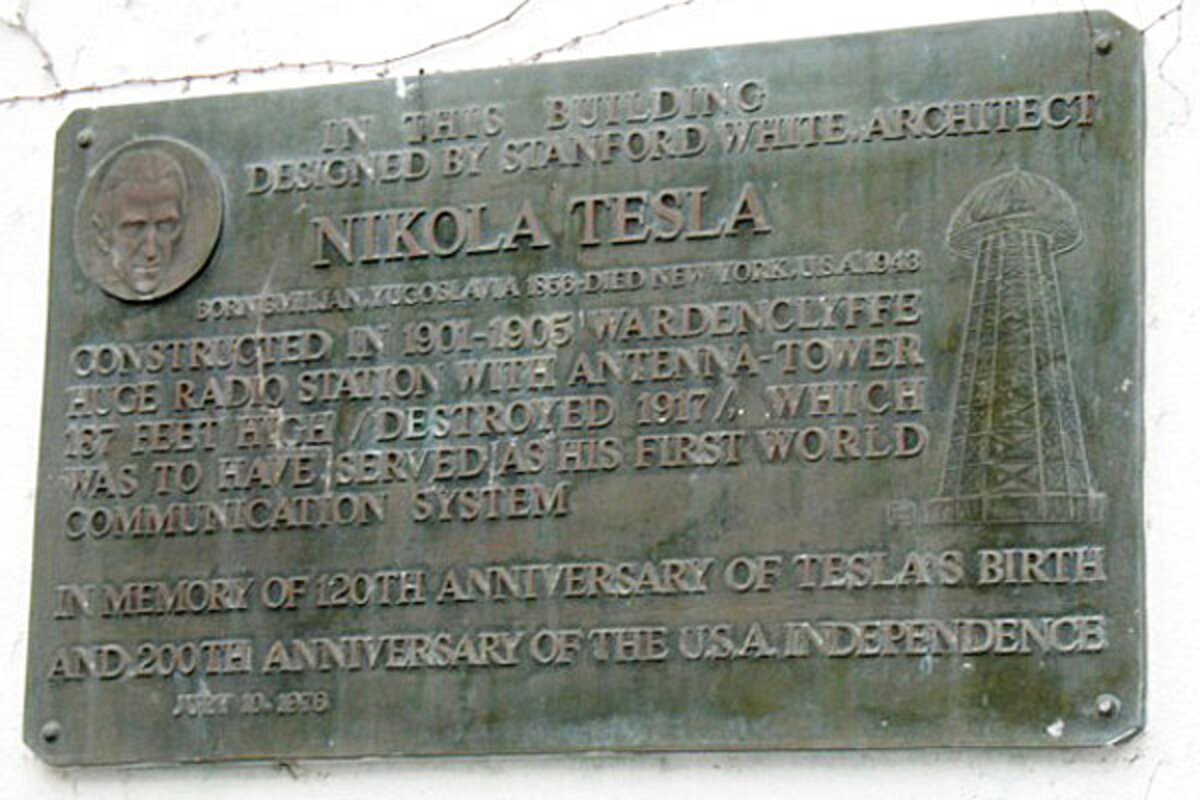 IN THIS BUILDING
DESIGNED BY STANFORD WHITE, ARCHITECT
NIKOLA TESLA
BORN SMILJAN, YUGOSLAVIA 1856-DIED NEW YORK, U.S.A. 1943
CONSTRUCTED IN 1901-1905 WARDENCLYFFE
HUGE RADIO STATION WITH ANTENNA-TOWER
187 FEET HIGH /DESTROYED 1917/, WHICH
WAS TO HAVE SERVED AS HIS FIRST WORLD
COMMUNICATION SYSTEM
IN MEMORY OF 120TH ANNIVERSARY OF TESLA'S BIRTH
AND 200TH ANNIVERSARY OF THE U.S.A. INDEPENDENCE
JULY 10, 1976